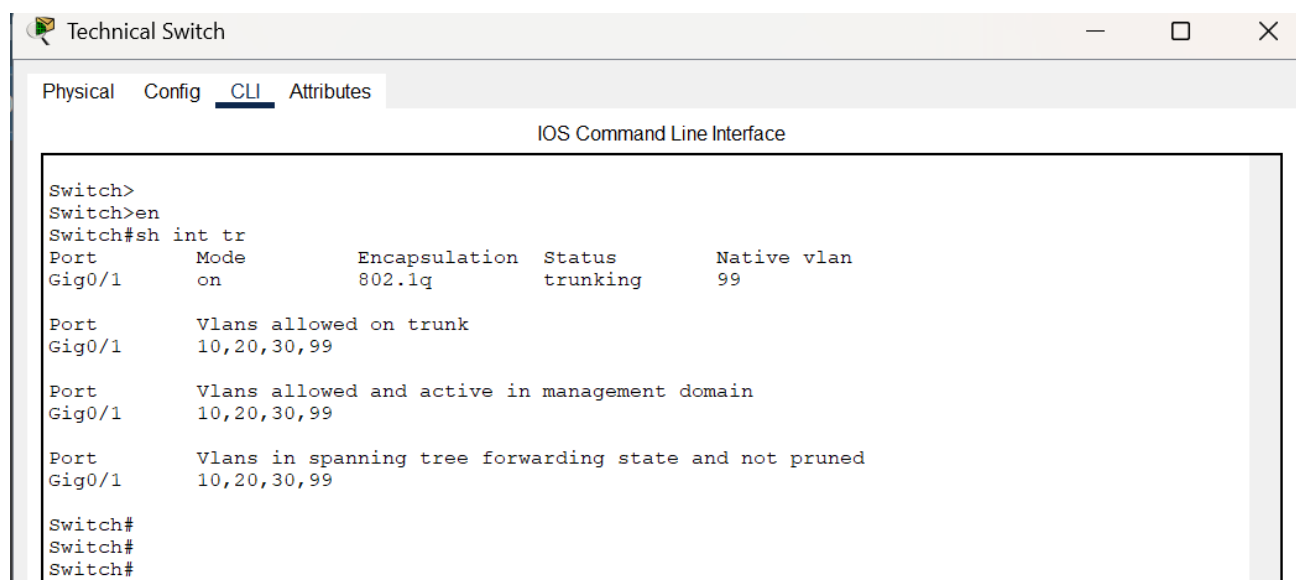 Technical Switch
Physical Config CLI Attributes
IOS Command Line Interface
Switch>
Switch>en
Switch#sh int tr
Port        Mode         Encapsulation  Status        Native vlan
Gig0/1      on           802.1q         trunking      99
Port        Vlans allowed on trunk
Gig0/1      10,20,30,99
Port        Vlans allowed and active in management domain
Gig0/1      10,20,30,99
Port        Vlans in spanning tree forwarding state and not pruned
Gig0/1      10,20,30,99
Switch#
Switch#
Switch#